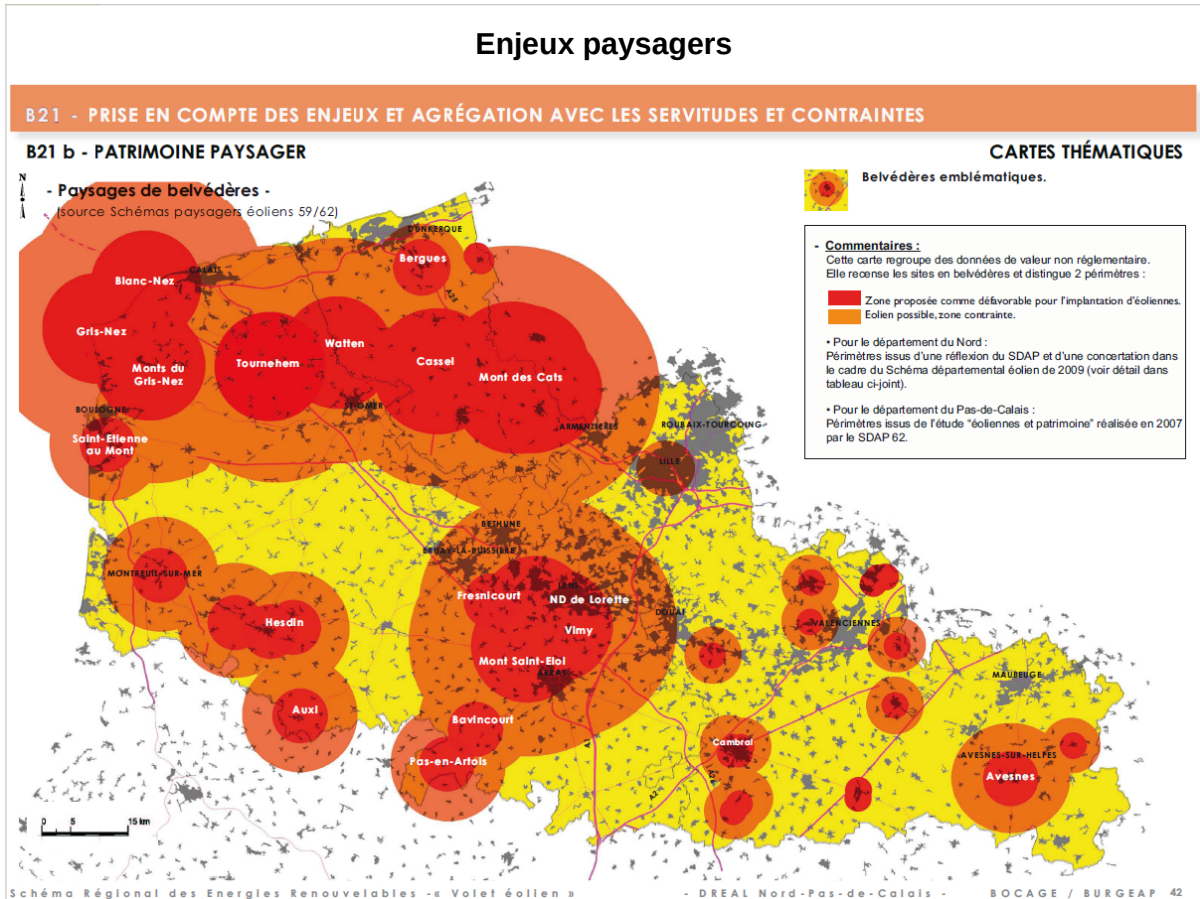 Enjeux paysagers
B21 - PRISE EN COMPTE DES ENJEUX ET AGRÉGATION AVEC LES SERVITUDES ET CONTRAINTES
B21 b - PATRIMOINE PAYSAGER
CARTES THÉMATIQUES
N
- Paysages de belvédères -
(source Schémas paysagers éoliens 59/62)
Belvédères emblématiques.
- Commentaires :
Cette carte regroupe des données de valeur non réglementaire.
Elle recense les sites en belvédères et distingue 2 périmètres :
Zone proposée comme défavorable pour l'implantation d'éoliennes.
Eolien possible, zone contrainte.
• Pour le département du Nord :
Périmètres issus d'une réflexion du SDAP et d'une concertation dans
le cadre du Schéma départemental éolien de 2009 (voir détail dans
tableau ci-joint).
• Pour le département du Pas-de-Calais :
Périmètres issus de l'étude "éoliennes et patrimoine" réalisée en 2007
par le SDAP 62.
DUNKERQUE
Bergues
CALAIS
Blanc-Nez
A25
Gris-Nez
Watten
Tournehem
Cassel
Monts du
Gris-Nez
Mont des Cats
BOULOGNE
ST-OMER
ARMENTIÈRES
ROUBAIX-TOURCOING
Saint-Etienne
au Mont
LILLE
BETHUNE
BRUAY-LA-BUISSIÈRE
MONTREUIL-SUR-MER
LENS
Fresnicourt
ND de Lorette
DOUAI
Hesdin
Vimy
VALENCIENNES
Mont Saint-Eloi
ARRAS
MAUBEUGE
Auxi
Bavincourt
Cambrai
AVESNES-SUR-HELPES
Pas-en-Artois
Avesnes
A1
A26
A2
0 5 15 km
Schéma Régional des Energies Renouvelables -« Volet éolien »
- DREAL Nord-Pas-de-Calais -
BOCAGE / BURGEAP 42